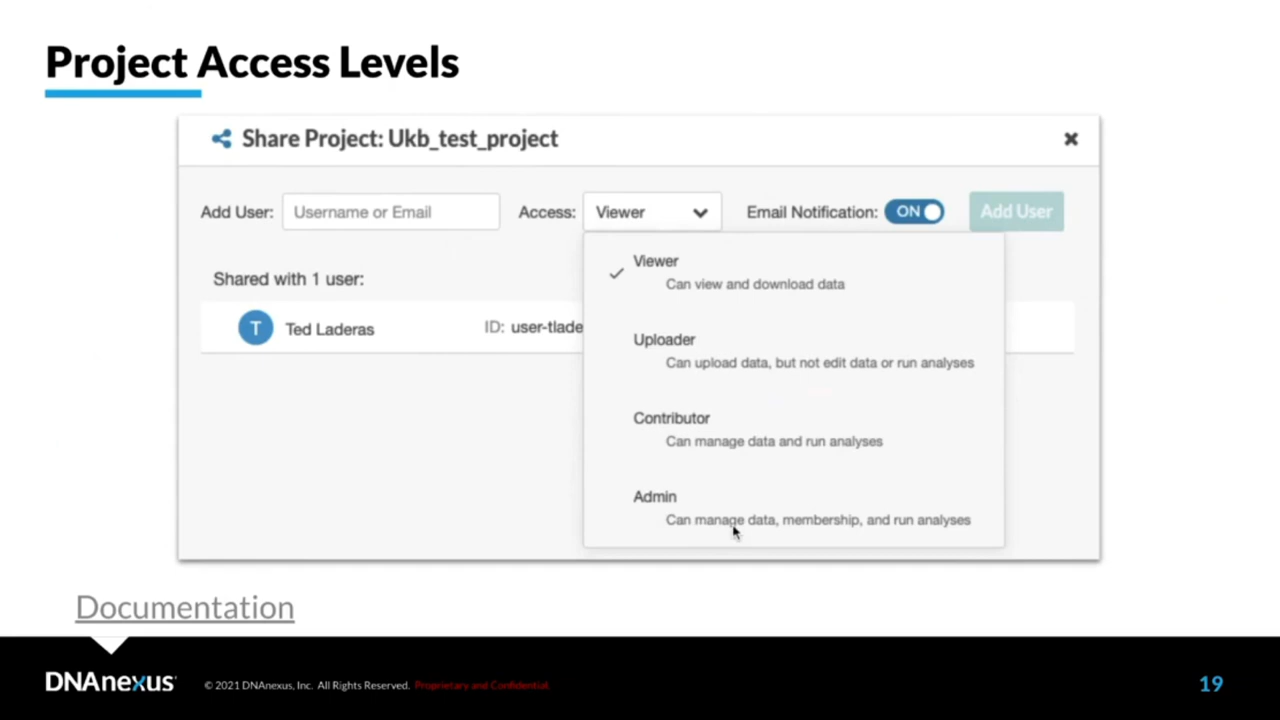 Project Access Levels
Share Project: Ukb_test_project
Add User: Username or Email Access: Viewer Email Notification: ON Add User
Viewer
Can view and download data
Shared with 1 user:
T Ted Laderas ID: user-tlade
Uploader
Can upload data, but not edit data or run analyses
Contributor
Can manage data and run analyses
Admin
Can manage data, membership, and run analyses
Documentation
DNAnexus © 2021 DNAnexus, Inc. All Rights Reserved. Proprietary and Confidential. 19